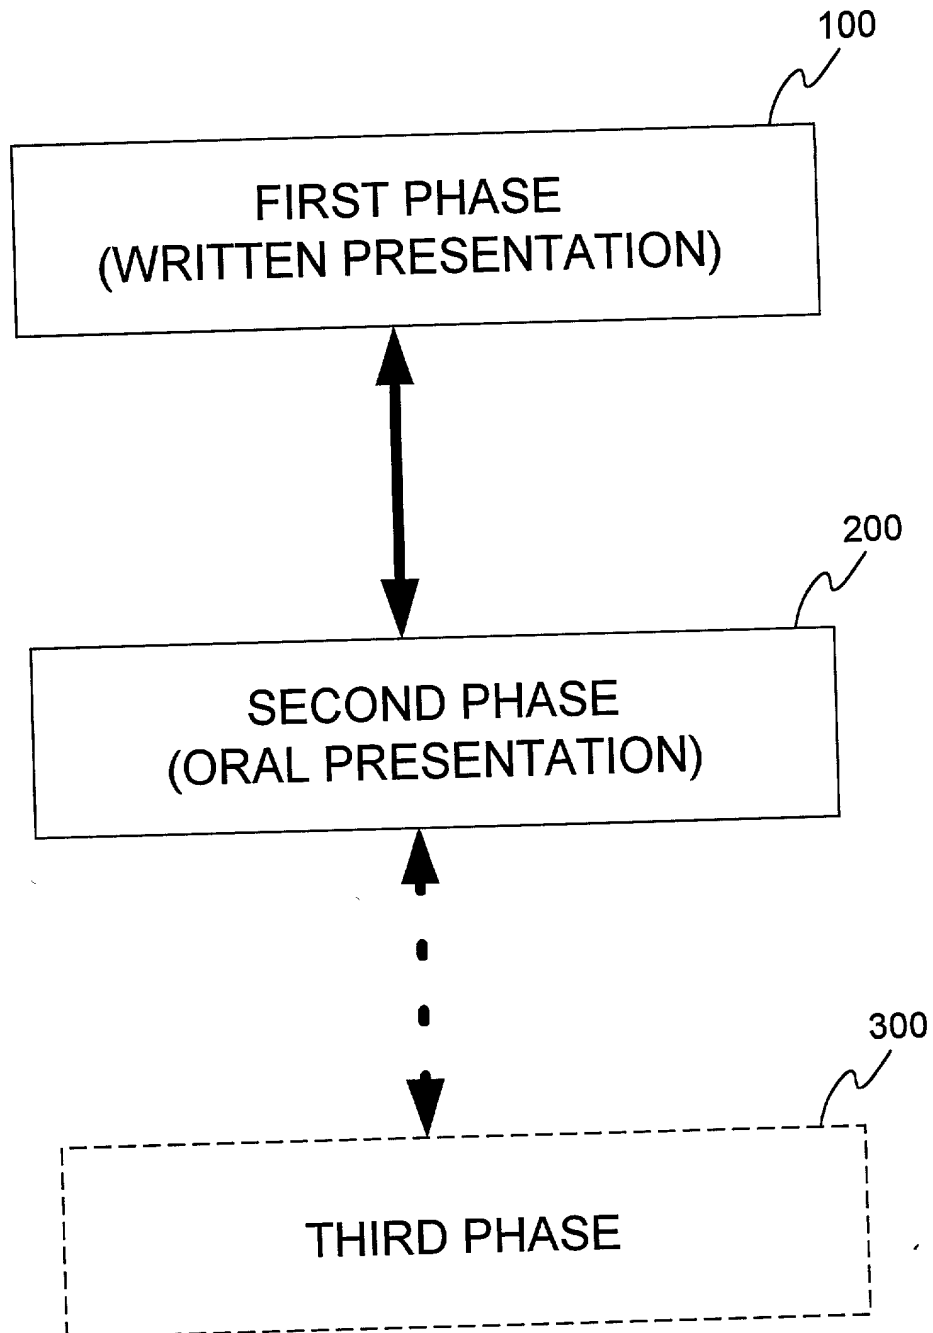 100
FIRST PHASE
(WRITTEN PRESENTATION)
200
SECOND PHASE
(ORAL PRESENTATION)
300
THIRD PHASE